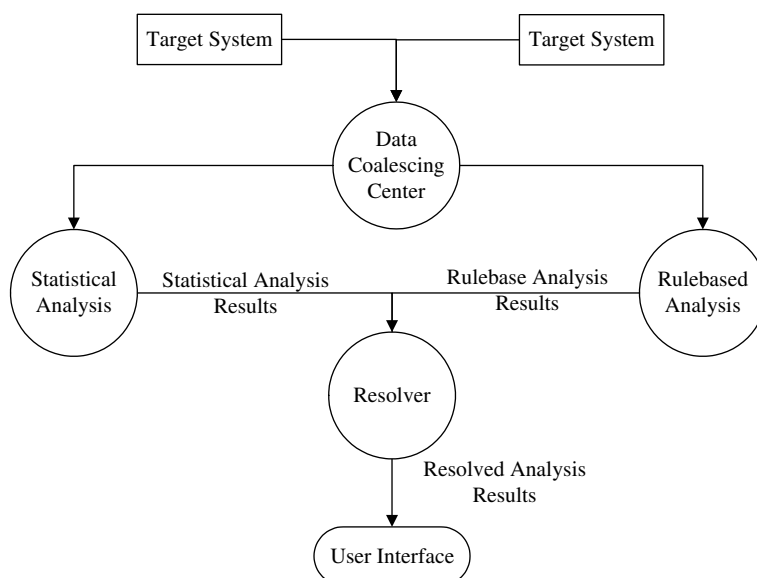 Target System
Target System
Data
Coalescing
Center
Statistical
Analysis
Statistical Analysis
Results
Rulebase Analysis
Results
Rulebased
Analysis
Resolver
Resolved Analysis
Results
User Interface